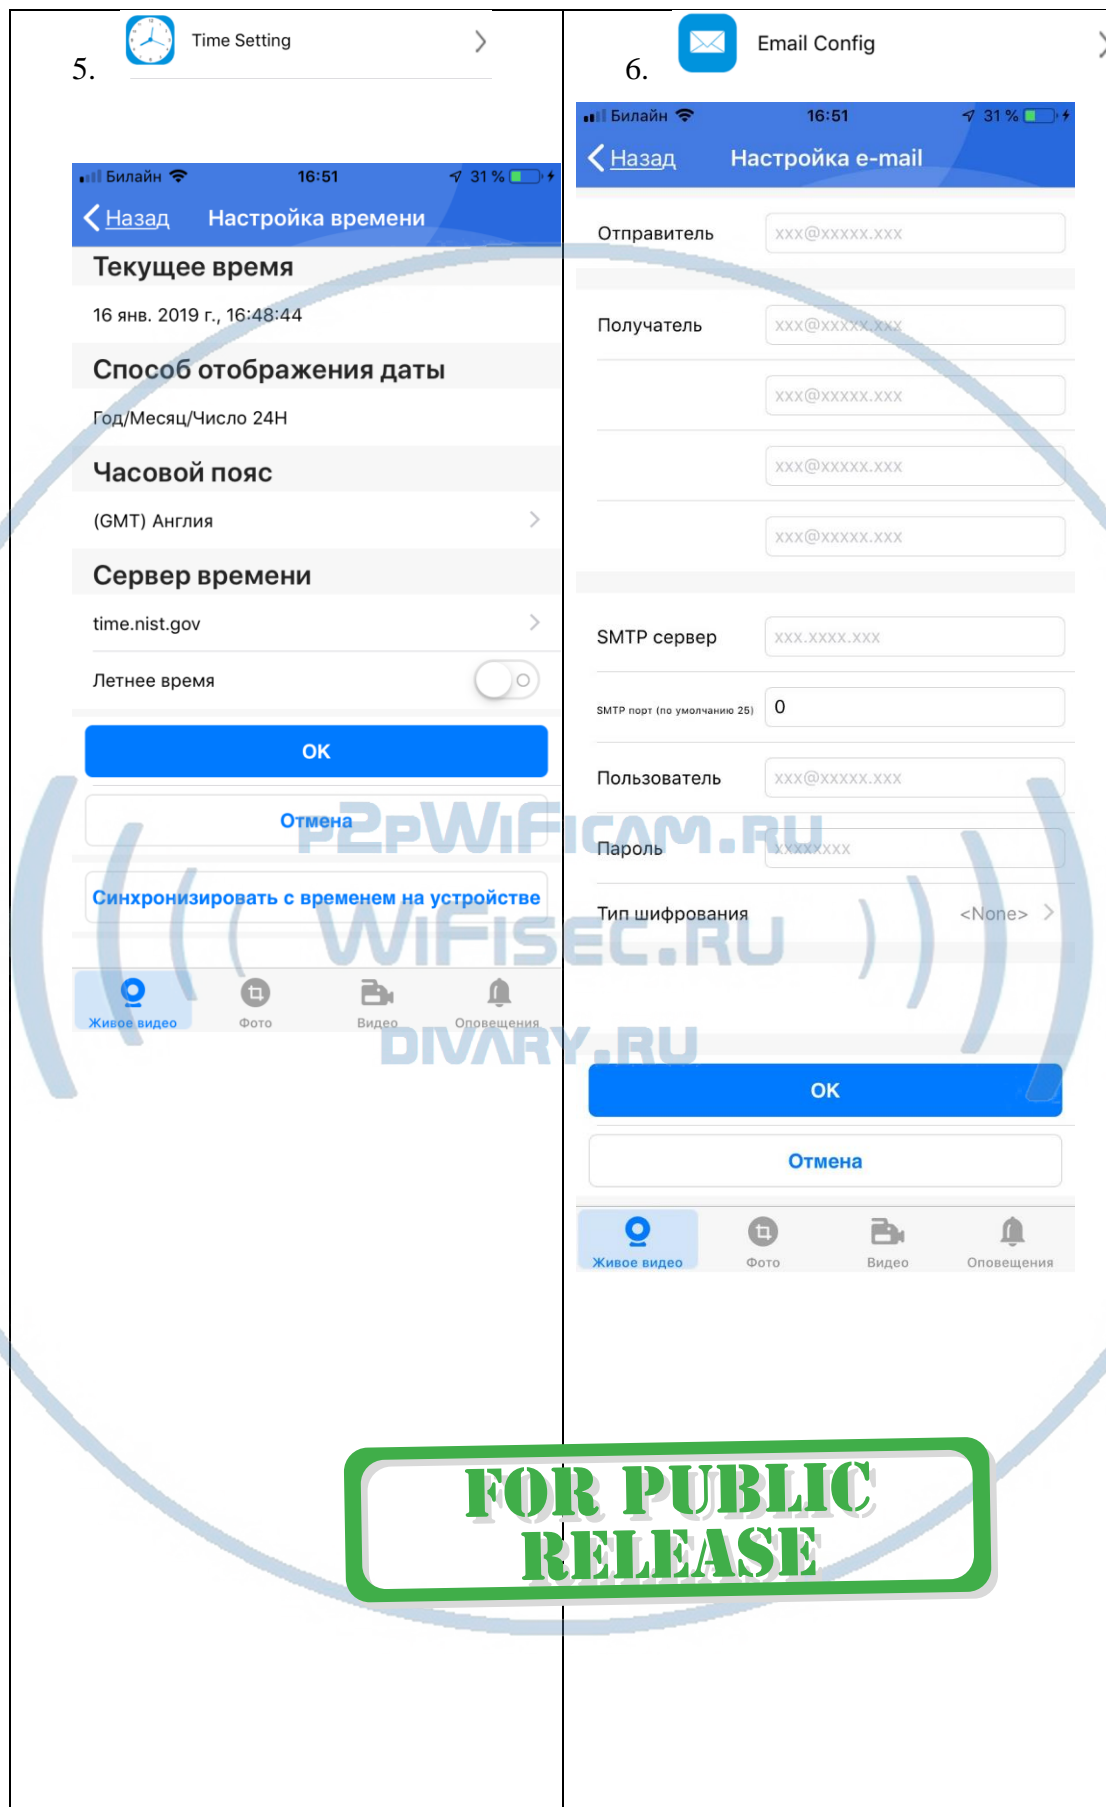 5.
Time Setting
Билайн 16:51 31 %
Назад Настройка времени
Текущее время
16 янв. 2019 г., 16:48:44
Способ отображения даты
Год/Месяц/Число 24H
Часовой пояс
(GMT) Англия
Сервер времени
time.nist.gov
Летнее время
OK
Отмена
Синхронизировать с временем на устройстве
Живое видео Фото Видео Оповещения
6.
Email Config
Билайн 16:51 31 %
Назад Настройка e-mail
Отправитель xxx@xxxxx.xxx
Получатель xxx@xxxxx.xxx
xxx@xxxxx.xxx
xxx@xxxxx.xxx
xxx@xxxxx.xxx
SMTP сервер xxx.xxxx.xxx
SMTP порт (по умолчанию 25) 0
Пользователь xxx@xxxxx.xxx
Пароль xxxxxxxx
Тип шифрования <None>
OK
Отмена
Живое видео Фото Видео Оповещения
P2PWIFICAM.RU
WIFISEC.RU
DIVARY.RU
FOR PUBLIC
RELEASE